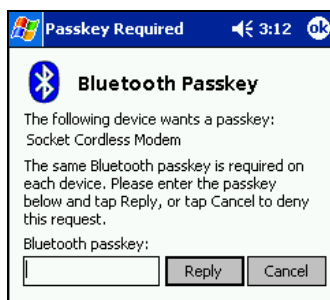 Passkey Required 3:12 ok
Bluetooth Passkey
The following device wants a passkey:
Socket Cordless Modem
The same Bluetooth passkey is required on
each device. Please enter the passkey
below and tap Reply, or tap Cancel to deny
this request.
Bluetooth passkey:
Reply Cancel